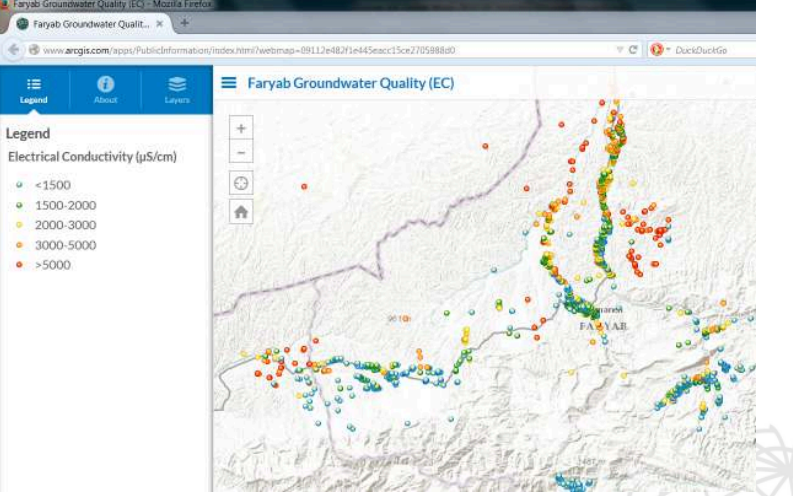 Faryab Groundwater Quality (EC) - Mozilla Firefox
Faryab Groundwater Qualit... × +
www.arcgis.com/apps/PublicInformation/index.html?webmap=09112e482f1e445eacc15ce2705888d0
DuckDuckGo
Legend
About
Layers
Faryab Groundwater Quality (EC)
+
−
Legend
Electrical Conductivity (µS/cm)
<1500
1500-2000
2000-3000
3000-5000
>5000
FARYAB